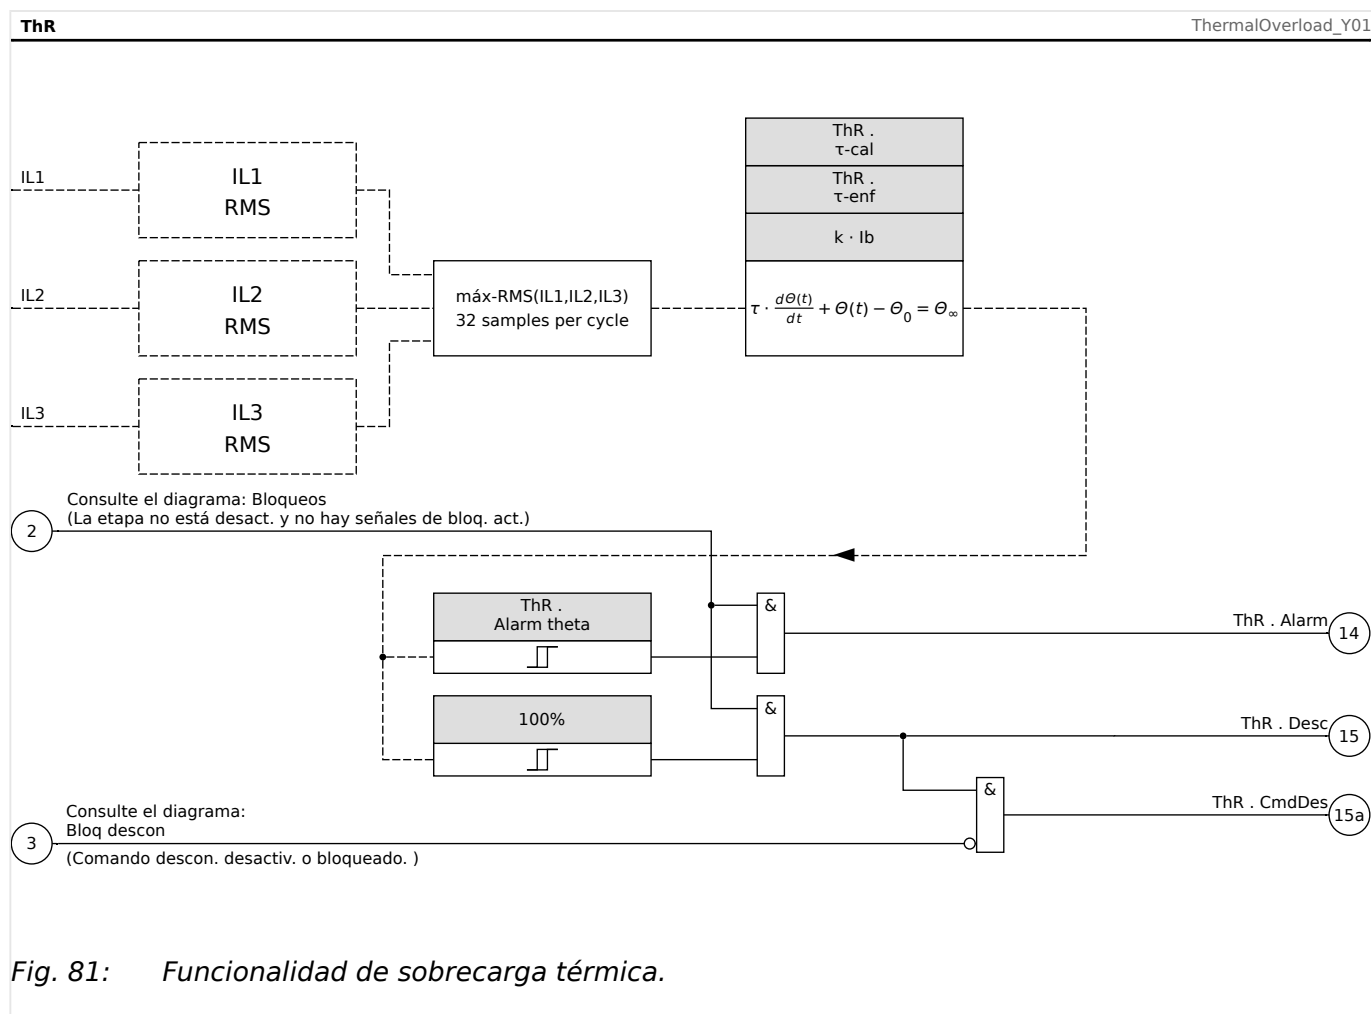 ThR
ThermalOverload_Y01
ThR .
τ-cal
ThR .
τ-enf
k · Ib
IL1
IL1
RMS
IL2
IL2
RMS
máx-RMS(IL1,IL2,IL3)
32 samples per cycle
τ · dΘ(t)/dt + Θ(t) − Θ₀ = Θ∞
IL3
IL3
RMS
Consulte el diagrama: Bloqueos
(La etapa no está desact. y no hay señales de bloq. act.)
2
ThR .
Alarm theta
&
ThR . Alarm
14
100%
&
ThR . Desc
15
&
ThR . CmdDes
15a
Consulte el diagrama:
Bloq descon
3
(Comando descon. desactiv. o bloqueado. )
Fig. 81: Funcionalidad de sobrecarga térmica.